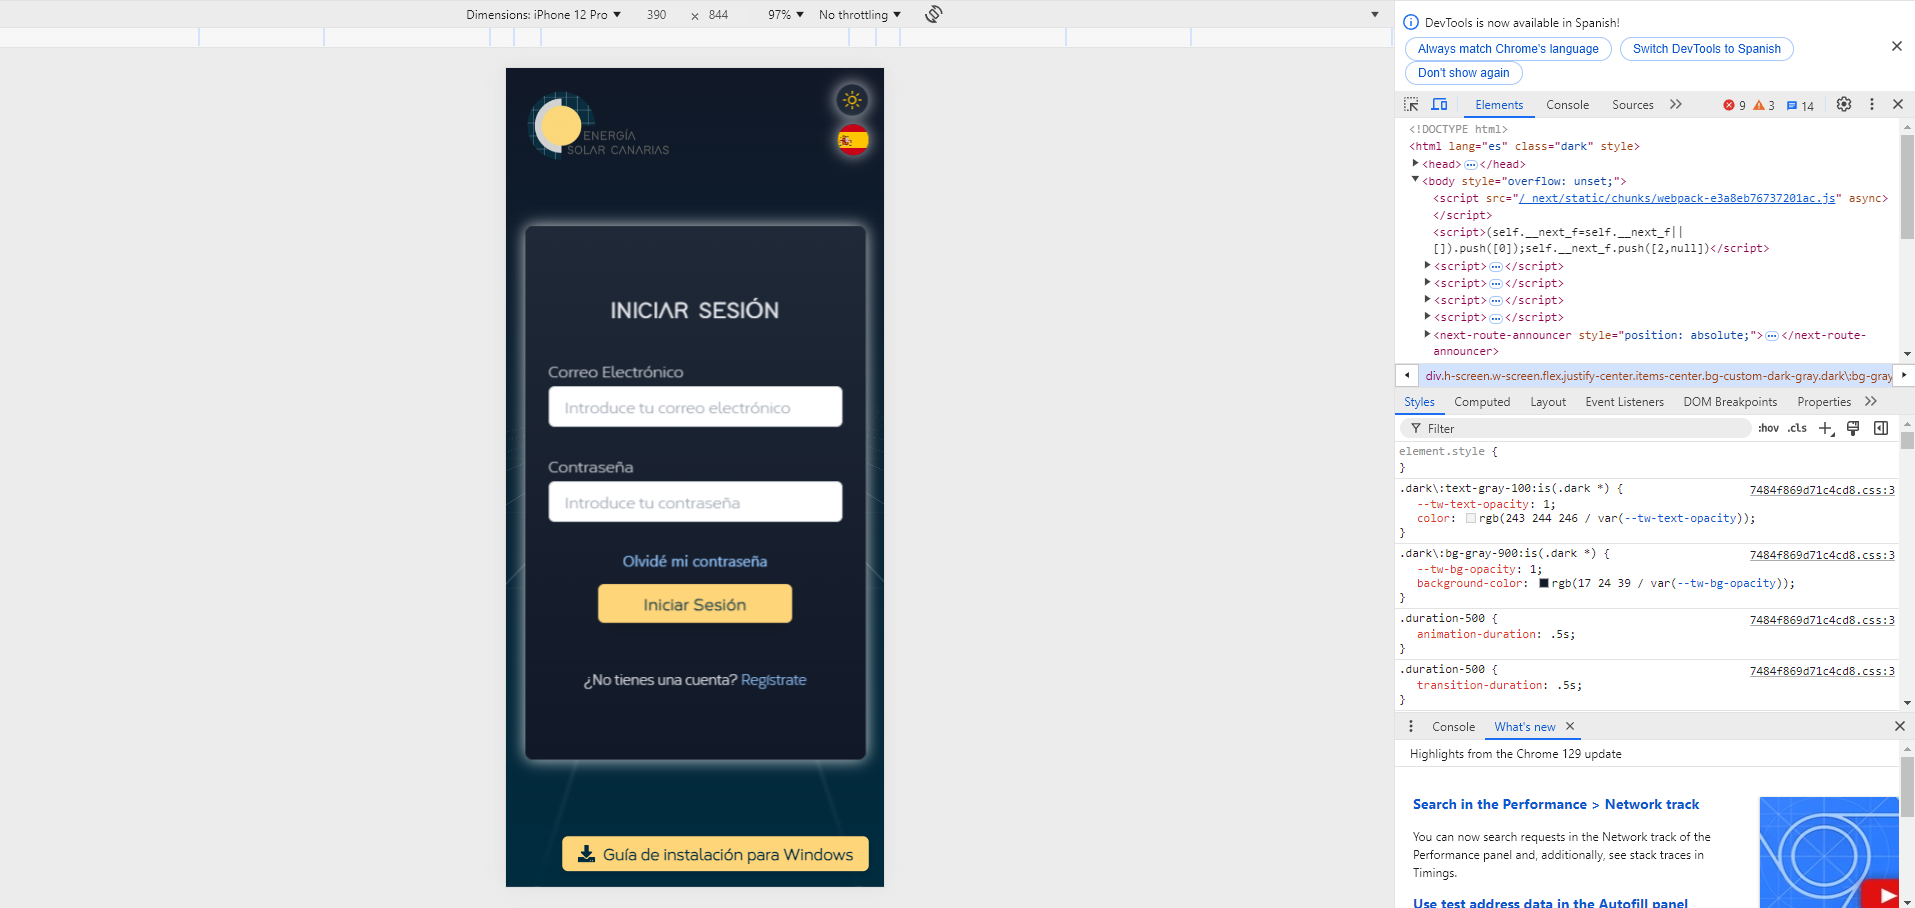 Dimensions: iPhone 12 Pro ▼ 390 × 844 97% ▼ No throttling ▼
ENERGÍA
SOLAR CANARIAS
INICIAR SESIÓN
Correo Electrónico
Introduce tu correo electrónico
Contraseña
Introduce tu contraseña
Olvidé mi contraseña
Iniciar Sesión
¿No tienes una cuenta? Regístrate
Guía de instalación para Windows
DevTools is now available in Spanish!
Always match Chrome's language
Switch DevTools to Spanish
Don't show again
Elements Console Sources 9 3 14
<!DOCTYPE html>
<html lang="es" class="dark" style>
<head> … </head>
<body style="overflow: unset;">
<script src="/_next/static/chunks/webpack-e3a8eb76737201ac.js" async>
</script>
<script>(self.__next_f=self.__next_f||
[]).push([0]);self.__next_f.push([2,null])</script>
<script> … </script>
<script> … </script>
<script> … </script>
<script> … </script>
<next-route-announcer style="position: absolute;"> … </next-route-
announcer>
div.h-screen.w-screen.flex.justify-center.items-center.bg-custom-dark-gray.dark\:bg-gray
Styles Computed Layout Event Listeners DOM Breakpoints Properties
Filter :hov .cls
element.style {
}
.dark\:text-gray-100:is(.dark *) { 7484f869d71c4cd8.css:3
--tw-text-opacity: 1;
color: rgb(243 244 246 / var(--tw-text-opacity));
}
.dark\:bg-gray-900:is(.dark *) { 7484f869d71c4cd8.css:3
--tw-bg-opacity: 1;
background-color: rgb(17 24 39 / var(--tw-bg-opacity));
}
.duration-500 { 7484f869d71c4cd8.css:3
animation-duration: .5s;
}
.duration-500 { 7484f869d71c4cd8.css:3
transition-duration: .5s;
}
Console What's new
Highlights from the Chrome 129 update
Search in the Performance > Network track
You can now search requests in the Network track of the
Performance panel and, additionally, see stack traces in
Timings.
Use test address data in the Autofill panel